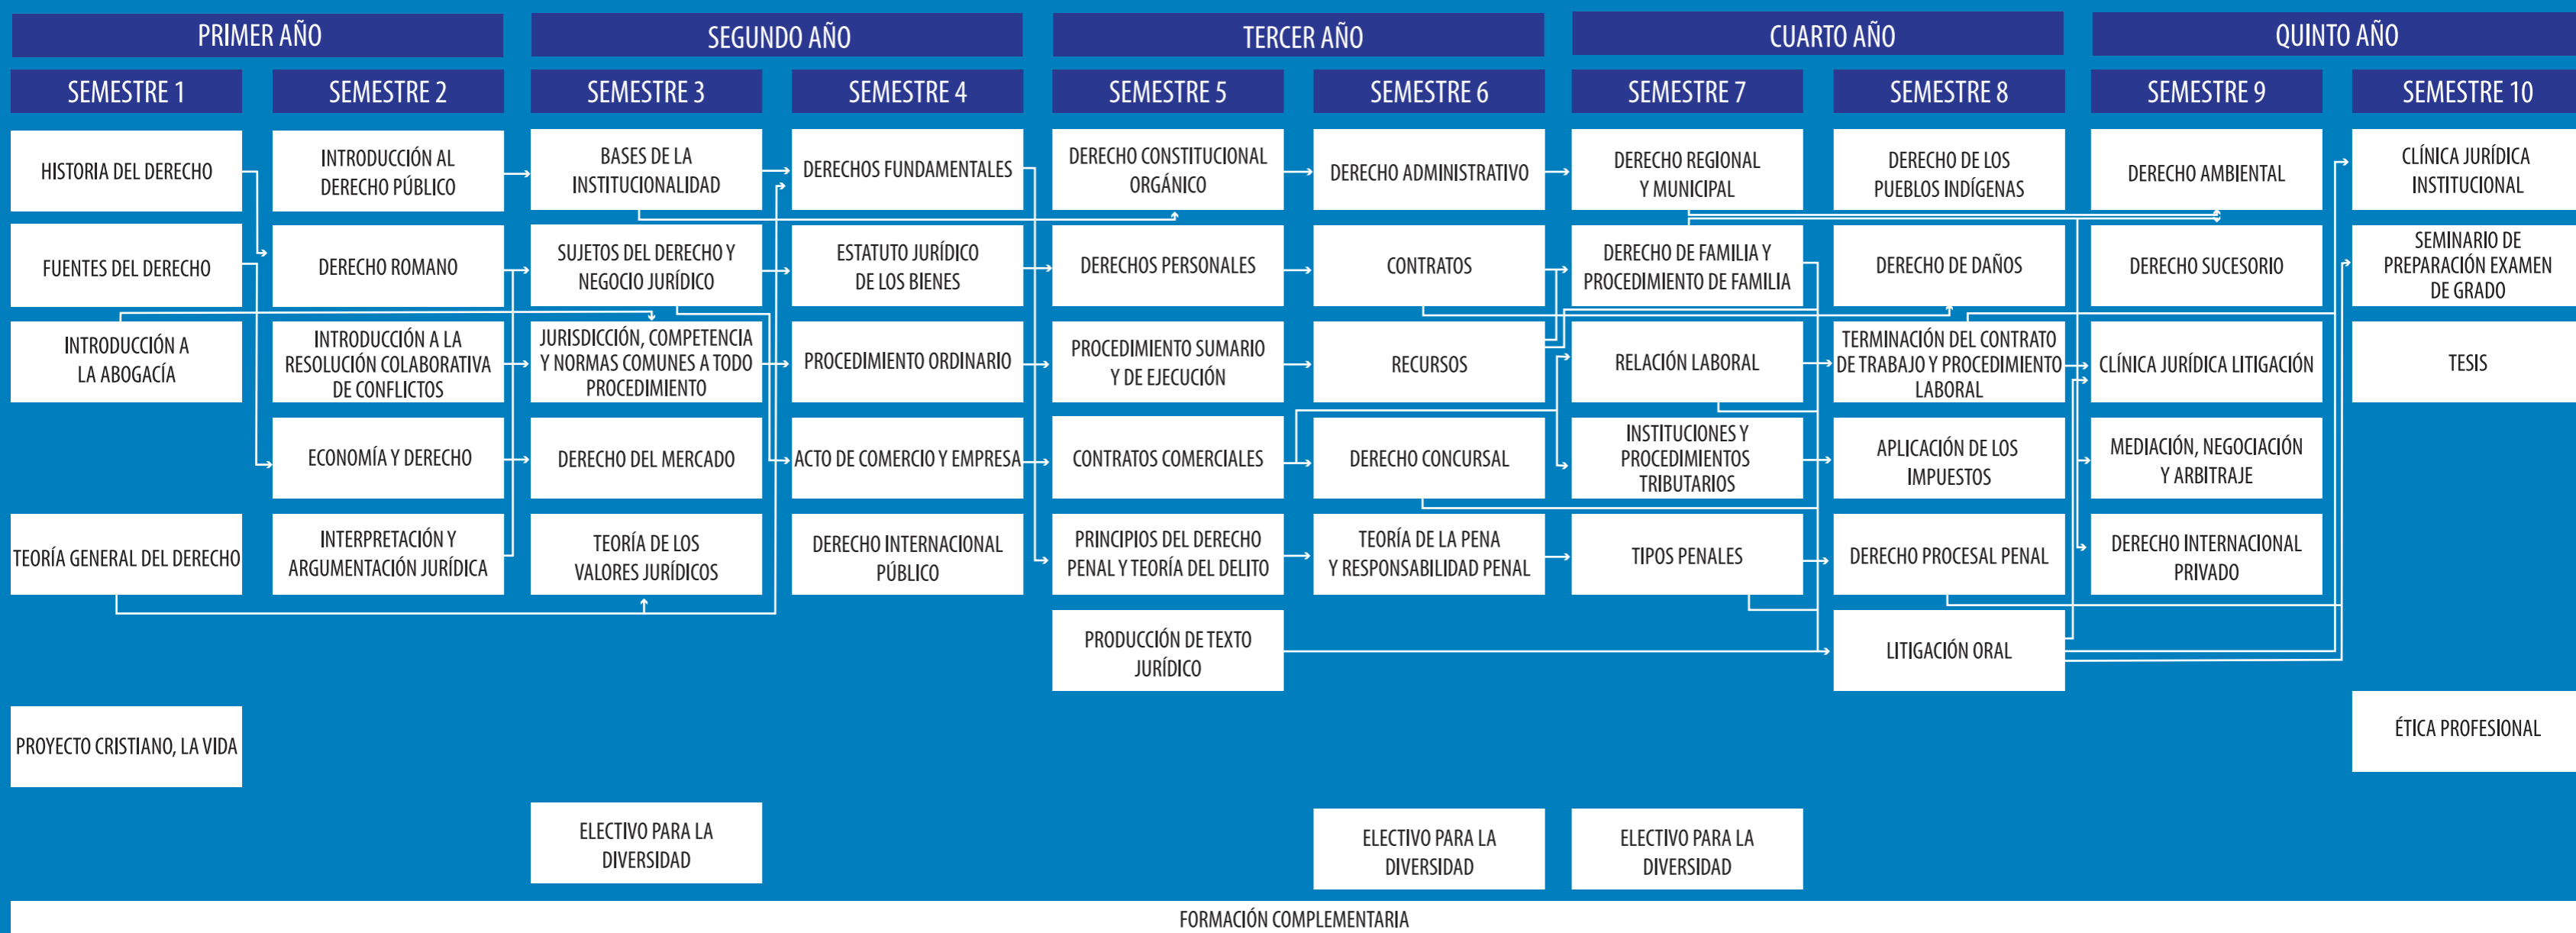 PRIMER AÑO
SEGUNDO AÑO
TERCER AÑO
CUARTO AÑO
QUINTO AÑO
SEMESTRE 1
SEMESTRE 2
SEMESTRE 3
SEMESTRE 4
SEMESTRE 5
SEMESTRE 6
SEMESTRE 7
SEMESTRE 8
SEMESTRE 9
SEMESTRE 10
HISTORIA DEL DERECHO
INTRODUCCIÓN AL
DERECHO PÚBLICO
BASES DE LA
INSTITUCIONALIDAD
DERECHOS FUNDAMENTALES
DERECHO CONSTITUCIONAL
ORGÁNICO
DERECHO ADMINISTRATIVO
DERECHO REGIONAL
Y MUNICIPAL
DERECHO DE LOS
PUEBLOS INDÍGENAS
DERECHO AMBIENTAL
CLÍNICA JURÍDICA
INSTITUCIONAL
FUENTES DEL DERECHO
DERECHO ROMANO
SUJETOS DEL DERECHO Y
NEGOCIO JURÍDICO
ESTATUTO JURÍDICO
DE LOS BIENES
DERECHOS PERSONALES
CONTRATOS
DERECHO DE FAMILIA Y
PROCEDIMIENTO DE FAMILIA
DERECHO DE DAÑOS
DERECHO SUCESORIO
SEMINARIO DE
PREPARACIÓN EXAMEN
DE GRADO
INTRODUCCIÓN A
LA ABOGACÍA
INTRODUCCIÓN A LA
RESOLUCIÓN COLABORATIVA
DE CONFLICTOS
JURISDICCIÓN, COMPETENCIA
Y NORMAS COMUNES A TODO
PROCEDIMIENTO
PROCEDIMIENTO ORDINARIO
PROCEDIMIENTO SUMARIO
Y DE EJECUCIÓN
RECURSOS
RELACIÓN LABORAL
TERMINACIÓN DEL CONTRATO
DE TRABAJO Y PROCEDIMIENTO
LABORAL
CLÍNICA JURÍDICA LITIGACIÓN
TESIS
ECONOMÍA Y DERECHO
DERECHO DEL MERCADO
ACTO DE COMERCIO Y EMPRESA
CONTRATOS COMERCIALES
DERECHO CONCURSAL
INSTITUCIONES Y
PROCEDIMIENTOS
TRIBUTARIOS
APLICACIÓN DE LOS
IMPUESTOS
MEDIACIÓN, NEGOCIACIÓN
Y ARBITRAJE
TEORÍA GENERAL DEL DERECHO
INTERPRETACIÓN Y
ARGUMENTACIÓN JURÍDICA
TEORÍA DE LOS
VALORES JURÍDICOS
DERECHO INTERNACIONAL
PÚBLICO
PRINCIPIOS DEL DERECHO
PENAL Y TEORÍA DEL DELITO
TEORÍA DE LA PENA
Y RESPONSABILIDAD PENAL
TIPOS PENALES
DERECHO PROCESAL PENAL
DERECHO INTERNACIONAL
PRIVADO
PRODUCCIÓN DE TEXTO
JURÍDICO
LITIGACIÓN ORAL
PROYECTO CRISTIANO, LA VIDA
ÉTICA PROFESIONAL
ELECTIVO PARA LA
DIVERSIDAD
ELECTIVO PARA LA
DIVERSIDAD
ELECTIVO PARA LA
DIVERSIDAD
FORMACIÓN COMPLEMENTARIA